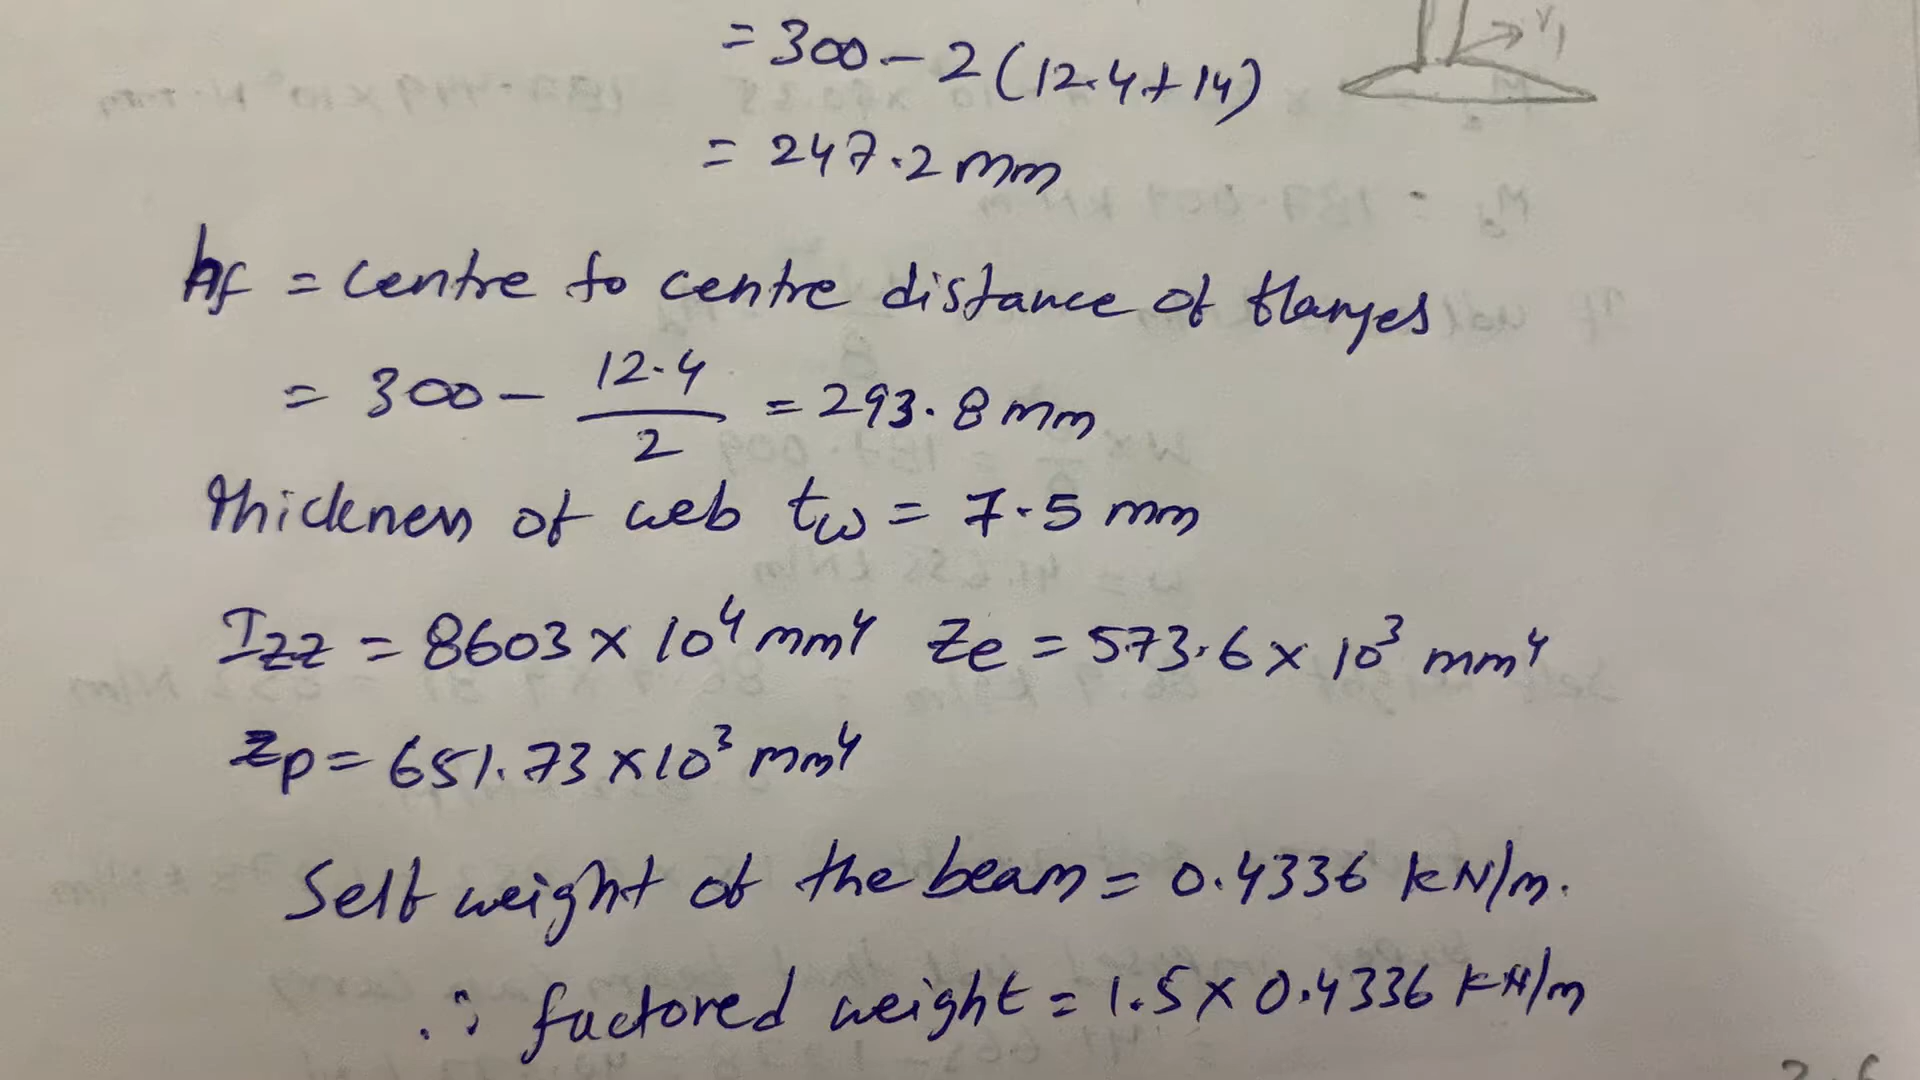 = 300 - 2 (12.4 + 14)
r1
= 247.2 mm
hf = centre to centre distance of flanges
= 300 - 12.4/2 = 293.8 mm
thickness of web tw = 7.5 mm
Izz = 8603 × 10⁴ mm⁴ Ze = 573.6 × 10³ mm⁴
Zp = 651.73 × 10³ mm⁴
Self weight of the beam = 0.4336 kN/m.
∴ factored weight = 1.5 × 0.4336 kN/m